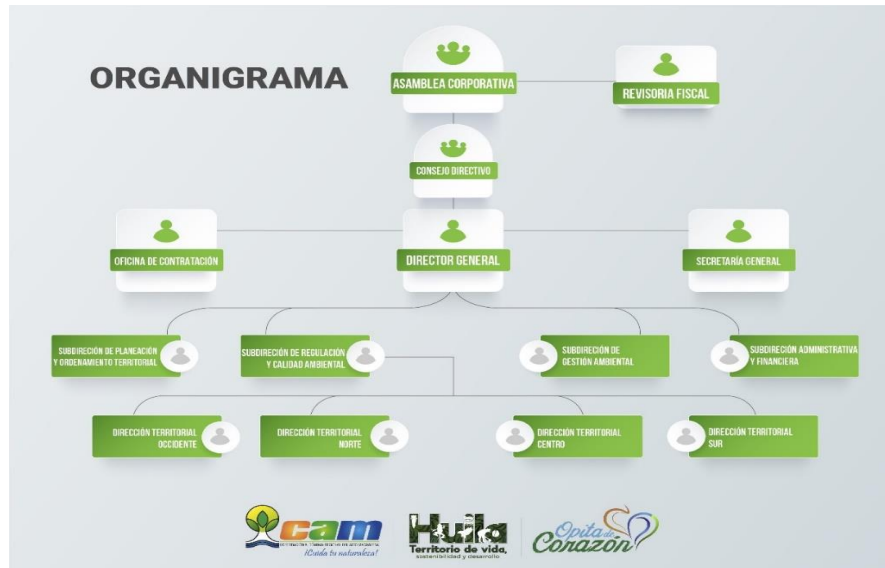 ORGANIGRAMA
ASAMBLEA CORPORATIVA
REVISORIA FISCAL
CONSEJO DIRECTIVO
OFICINA DE CONTRATACIÓN
DIRECTOR GENERAL
SECRETARÍA GENERAL
SUBDIRECIÓN DE PLANEACIÓN
Y ORDENAMIENTO TERRITORIAL
SUBDIRECIÓN DE REGULACIÓN
Y CALIDAD AMBIENTAL
SUBDIRECIÓN DE
GESTIÓN AMBIENTAL
SUBDIRECIÓN ADMINISTRATIVA
Y FINANCIERA
DIRECCIÓN TERRITORIAL
OCCIDENTE
DIRECCIÓN TERRITORIAL
NORTE
DIRECCIÓN TERRITORIAL
CENTRO
DIRECCIÓN TERRITORIAL
SUR
cam
¡Cuida tu naturaleza!
Huila
Territorio de vida,
sostenibilidad y desarrollo
Opita de
Corazón